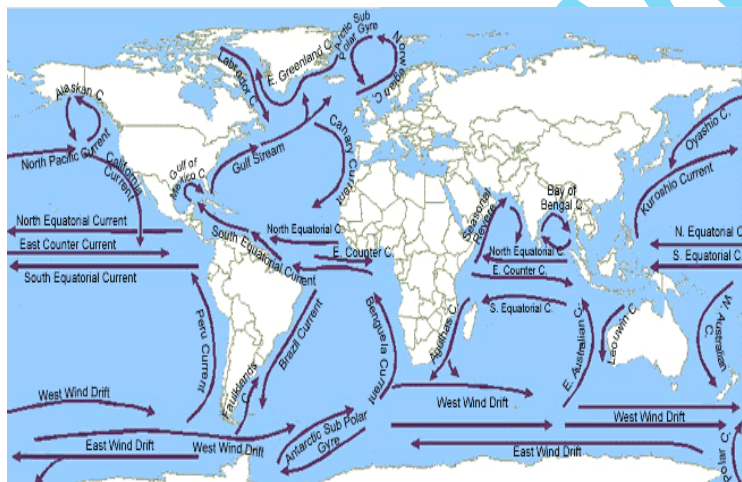 Arctic Sub
Polar Gyre
Norwegian C.
E. Greenland C.
Labrador C.
Alaskan C.
North Pacific Current
California
Current
Gulf of
Mexico C.
Gulf Stream
Canary Current
Oyashio C.
Kuroshio Current
Bay of
Bengal C.
Seasonal
Revere
North Equatorial Current
East Counter Current
South Equatorial Current
North Equatorial C.
E. Counter C.
South Equatorial Current
North Equatorial C.
E. Counter C.
S. Equatorial C.
N. Equatorial C
S. Equatorial C.
Peru Current
Brazil Current
Faulklands
C.
Benguela Current
Agulhas C.
E. Australian C.
Leouwin C.
W. Australian
C.
West Wind Drift
East Wind Drift
West Wind Drift
Antarctic Sub Polar
Gyre
West Wind Drift
West Wind Drift
East Wind Drift
Polar C.